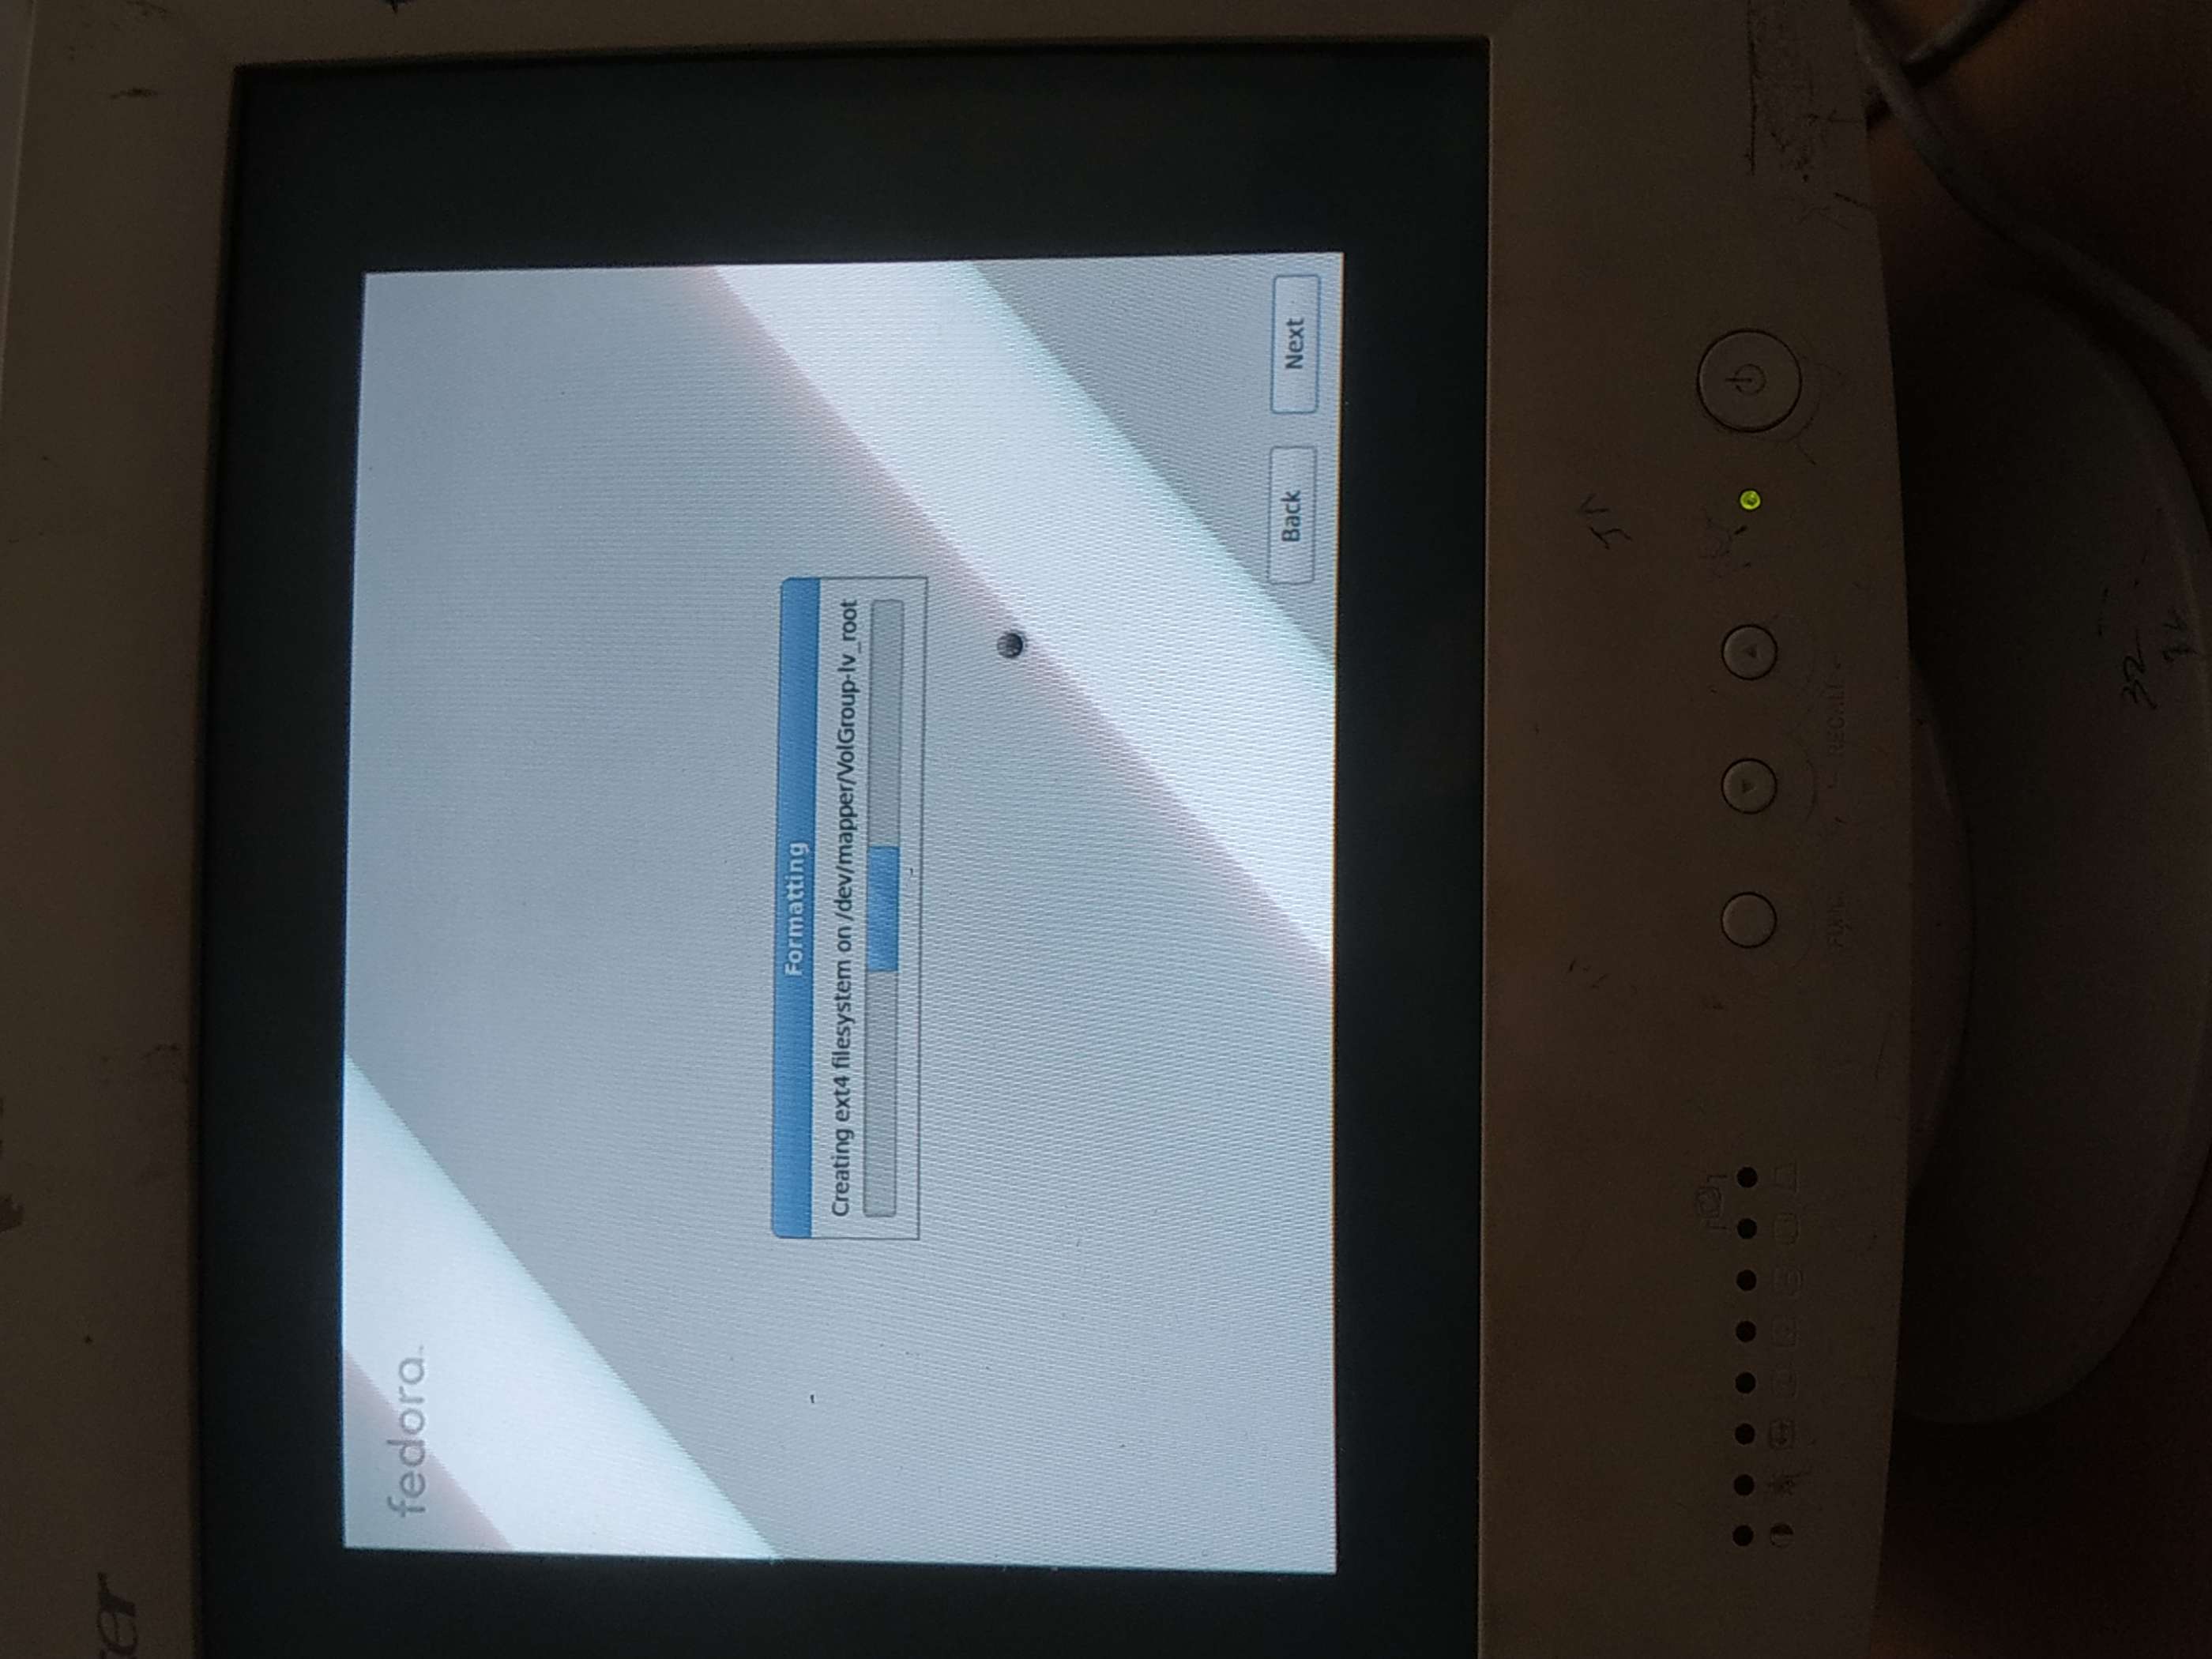 fedora
Formatting
Creating ext4 filesystem on /dev/mapper/VolGroup-lv_root
Back
Next